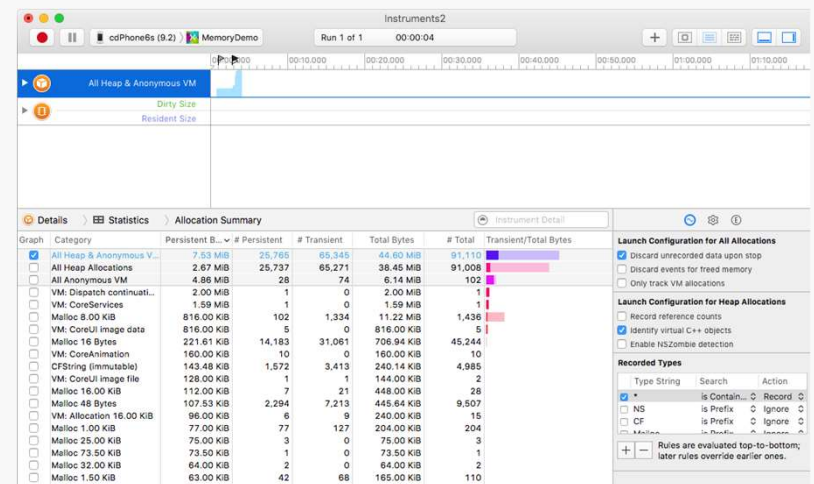 Instruments2
cdPhone6s (9.2) MemoryDemo
Run 1 of 1 00:00:04
00:10.000 00:20.000 00:30.000 00:40.000 00:50.000 01:00.000 01:10.000
All Heap & Anonymous VM
Dirty Size
Resident Size
Details Statistics Allocation Summary Instrument Detail
Graph Category Persistent B... # Persistent # Transient Total Bytes # Total Transient/Total Bytes
All Heap & Anonymous V... 7.53 MiB 25,765 65,345 44.60 MiB 91,110
All Heap Allocations 2.67 MiB 25,737 65,271 38.45 MiB 91,008
All Anonymous VM 4.86 MiB 28 74 6.14 MiB 102
VM: Dispatch continuati... 2.00 MiB 1 0 2.00 MiB 1
VM: CoreServices 1.59 MiB 1 0 1.59 MiB 1
Malloc 8.00 KiB 816.00 KiB 102 1,334 11.22 MiB 1,436
VM: CoreUI image data 816.00 KiB 5 0 816.00 KiB 5
Malloc 16 Bytes 221.61 KiB 14,183 31,061 706.94 KiB 45,244
VM: CoreAnimation 160.00 KiB 10 0 160.00 KiB 10
CFString (immutable) 143.48 KiB 1,572 3,413 240.14 KiB 4,985
VM: CoreUI image file 128.00 KiB 1 1 144.00 KiB 2
Malloc 16.00 KiB 112.00 KiB 7 21 448.00 KiB 28
Malloc 48 Bytes 107.53 KiB 2,294 7,213 445.64 KiB 9,507
VM: Allocation 16.00 KiB 96.00 KiB 6 9 240.00 KiB 15
Malloc 1.00 KiB 77.00 KiB 77 127 204.00 KiB 204
Malloc 25.00 KiB 75.00 KiB 3 0 75.00 KiB 3
Malloc 73.50 KiB 73.50 KiB 1 0 73.50 KiB 1
Malloc 32.00 KiB 64.00 KiB 2 0 64.00 KiB 2
Malloc 1.50 KiB 63.00 KiB 42 68 165.00 KiB 110
Launch Configuration for All Allocations
Discard unrecorded data upon stop
Discard events for freed memory
Only track VM allocations
Launch Configuration for Heap Allocations
Record reference counts
Identify virtual C++ objects
Enable NSZombie detection
Recorded Types
Type String Search Action
* is Contain... Record
NS is Prefix Ignore
CF is Prefix Ignore
Malloc is Prefix Ignore
Rules are evaluated top-to-bottom;
later rules override earlier ones.